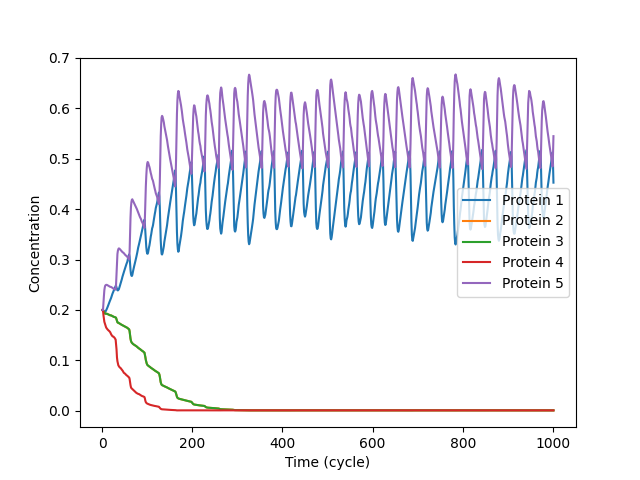 0.7
0.6
0.5
0.4
0.3
0.2
0.1
0.0
Concentration
Protein 1
Protein 2
Protein 3
Protein 4
Protein 5
0 200 400 600 800 1000
Time (cycle)